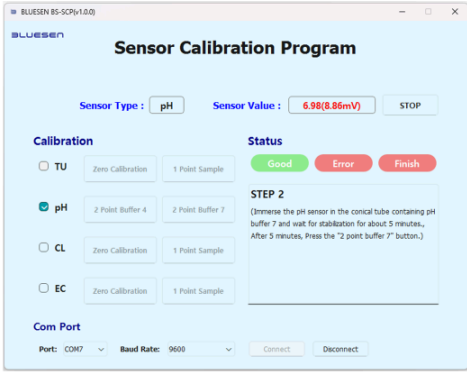 BLUESEN BS-SCP(v1.0.0)
BLUESEN
Sensor Calibration Program
Sensor Type : pH Sensor Value : 6.98(8.86mV) STOP
Calibration
TU Zero Calibration 1 Point Sample
pH 2 Point Buffer 4 2 Point Buffer 7
CL Zero Calibration 1 Point Sample
EC Zero Calibration 1 Point Sample
Status
Good Error Finish
STEP 2
(Immerse the pH sensor in the conical tube containing pH
buffer 7 and wait for stabilization for about 5 minutes.,
After 5 minutes, Press the "2 point buffer 7" button.)
Com Port
Port: COM7 Baud Rate: 9600 Connect Disconnect